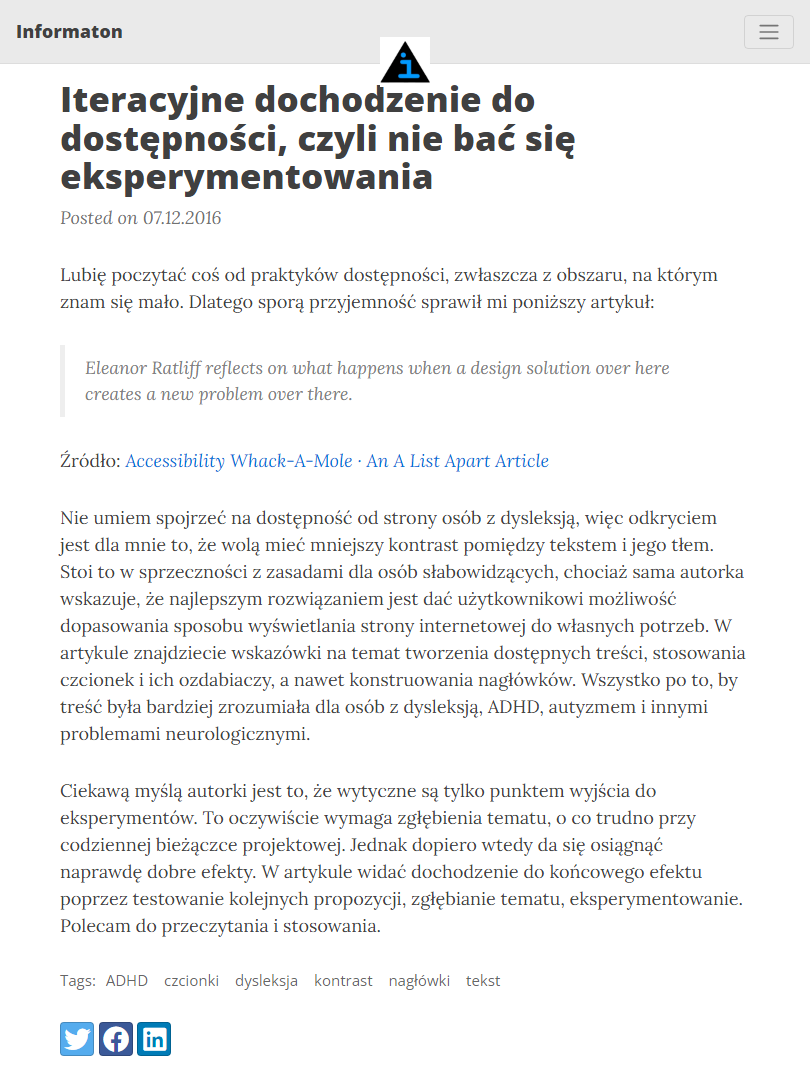 Informaton
i
Iteracyjne dochodzenie do
dostępności, czyli nie bać się
eksperymentowania
Posted on 07.12.2016
Lubię poczytać coś od praktyków dostępności, zwłaszcza z obszaru, na którym
znam się mało. Dlatego sporą przyjemność sprawił mi poniższy artykuł:
Eleanor Ratliff reflects on what happens when a design solution over here
creates a new problem over there.
Źródło: Accessibility Whack-A-Mole · An A List Apart Article
Nie umiem spojrzeć na dostępność od strony osób z dysleksją, więc odkryciem
jest dla mnie to, że wolą mieć mniejszy kontrast pomiędzy tekstem i jego tłem.
Stoi to w sprzeczności z zasadami dla osób słabowidzących, chociaż sama autorka
wskazuje, że najlepszym rozwiązaniem jest dać użytkownikowi możliwość
dopasowania sposobu wyświetlania strony internetowej do własnych potrzeb. W
artykule znajdziecie wskazówki na temat tworzenia dostępnych treści, stosowania
czcionek i ich ozdabiaczy, a nawet konstruowania nagłówków. Wszystko po to, by
treść była bardziej zrozumiała dla osób z dysleksją, ADHD, autyzmem i innymi
problemami neurologicznymi.
Ciekawą myślą autorki jest to, że wytyczne są tylko punktem wyjścia do
eksperymentów. To oczywiście wymaga zgłębienia tematu, o co trudno przy
codziennej bieżączce projektowej. Jednak dopiero wtedy da się osiągnąć
naprawdę dobre efekty. W artykule widać dochodzenie do końcowego efektu
poprzez testowanie kolejnych propozycji, zgłębianie tematu, eksperymentowanie.
Polecam do przeczytania i stosowania.
Tags: ADHD czcionki dysleksja kontrast nagłówki tekst